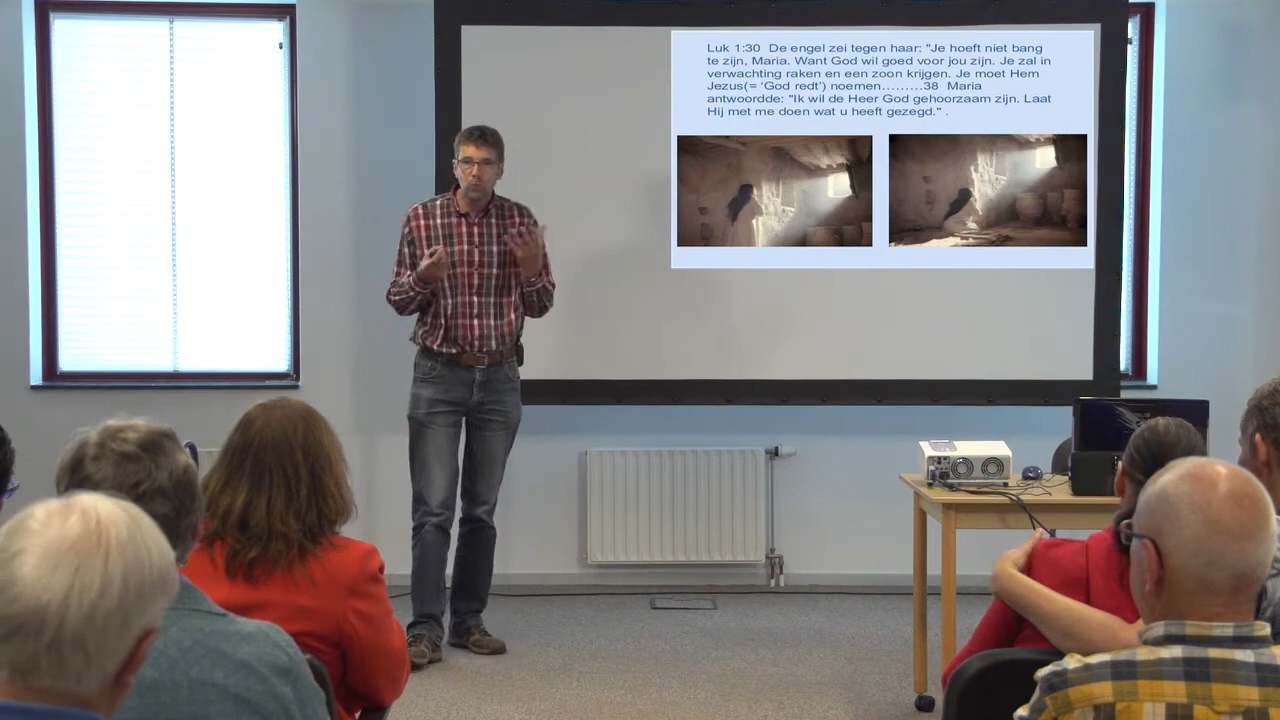 Luk 1:30 De engel zei tegen haar: "Je hoeft niet bang
te zijn, Maria. Want God wil goed voor jou zijn. Je zal in
verwachting raken en een zoon krijgen. Je moet Hem
Jezus(= 'God redt') noemen.........38 Maria
antwoordde: "Ik wil de Heer God gehoorzaam zijn. Laat
Hij met me doen wat u heeft gezegd." .